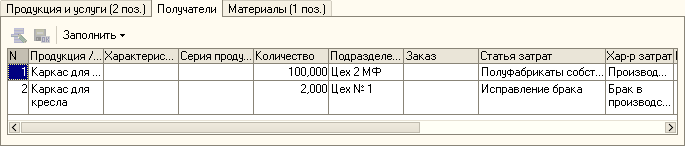 Продукция и услуги (2 поз.) Получатели Материалы (1 поз.)
Заполнить
N Продукция /... Характерис... Серия проду... Количество Подразделе... Заказ Статья затрат Хар-р затрат
1 Каркас для ... 100,000 Цех 2 МФ Полуфабрикаты собст... Производ...
2 Каркас для кресла 2,000 Цех № 1 Исправление брака Брак в производс...